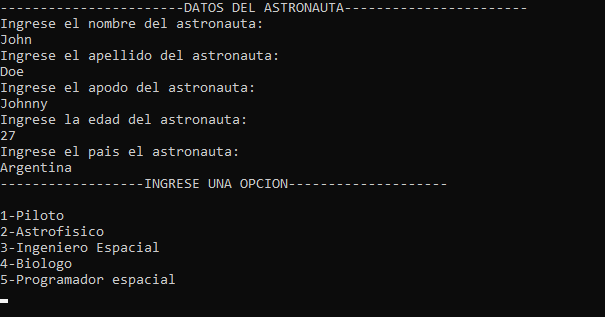 -----------------------DATOS DEL ASTRONAUTA-----------------------
Ingrese el nombre del astronauta:
John
Ingrese el apellido del astronauta:
Doe
Ingrese el apodo del astronauta:
Johnny
Ingrese la edad del astronauta:
27
Ingrese el pais el astronauta:
Argentina
------------------INGRESE UNA OPCION--------------------
1-Piloto
2-Astrofisico
3-Ingeniero Espacial
4-Biologo
5-Programador espacial